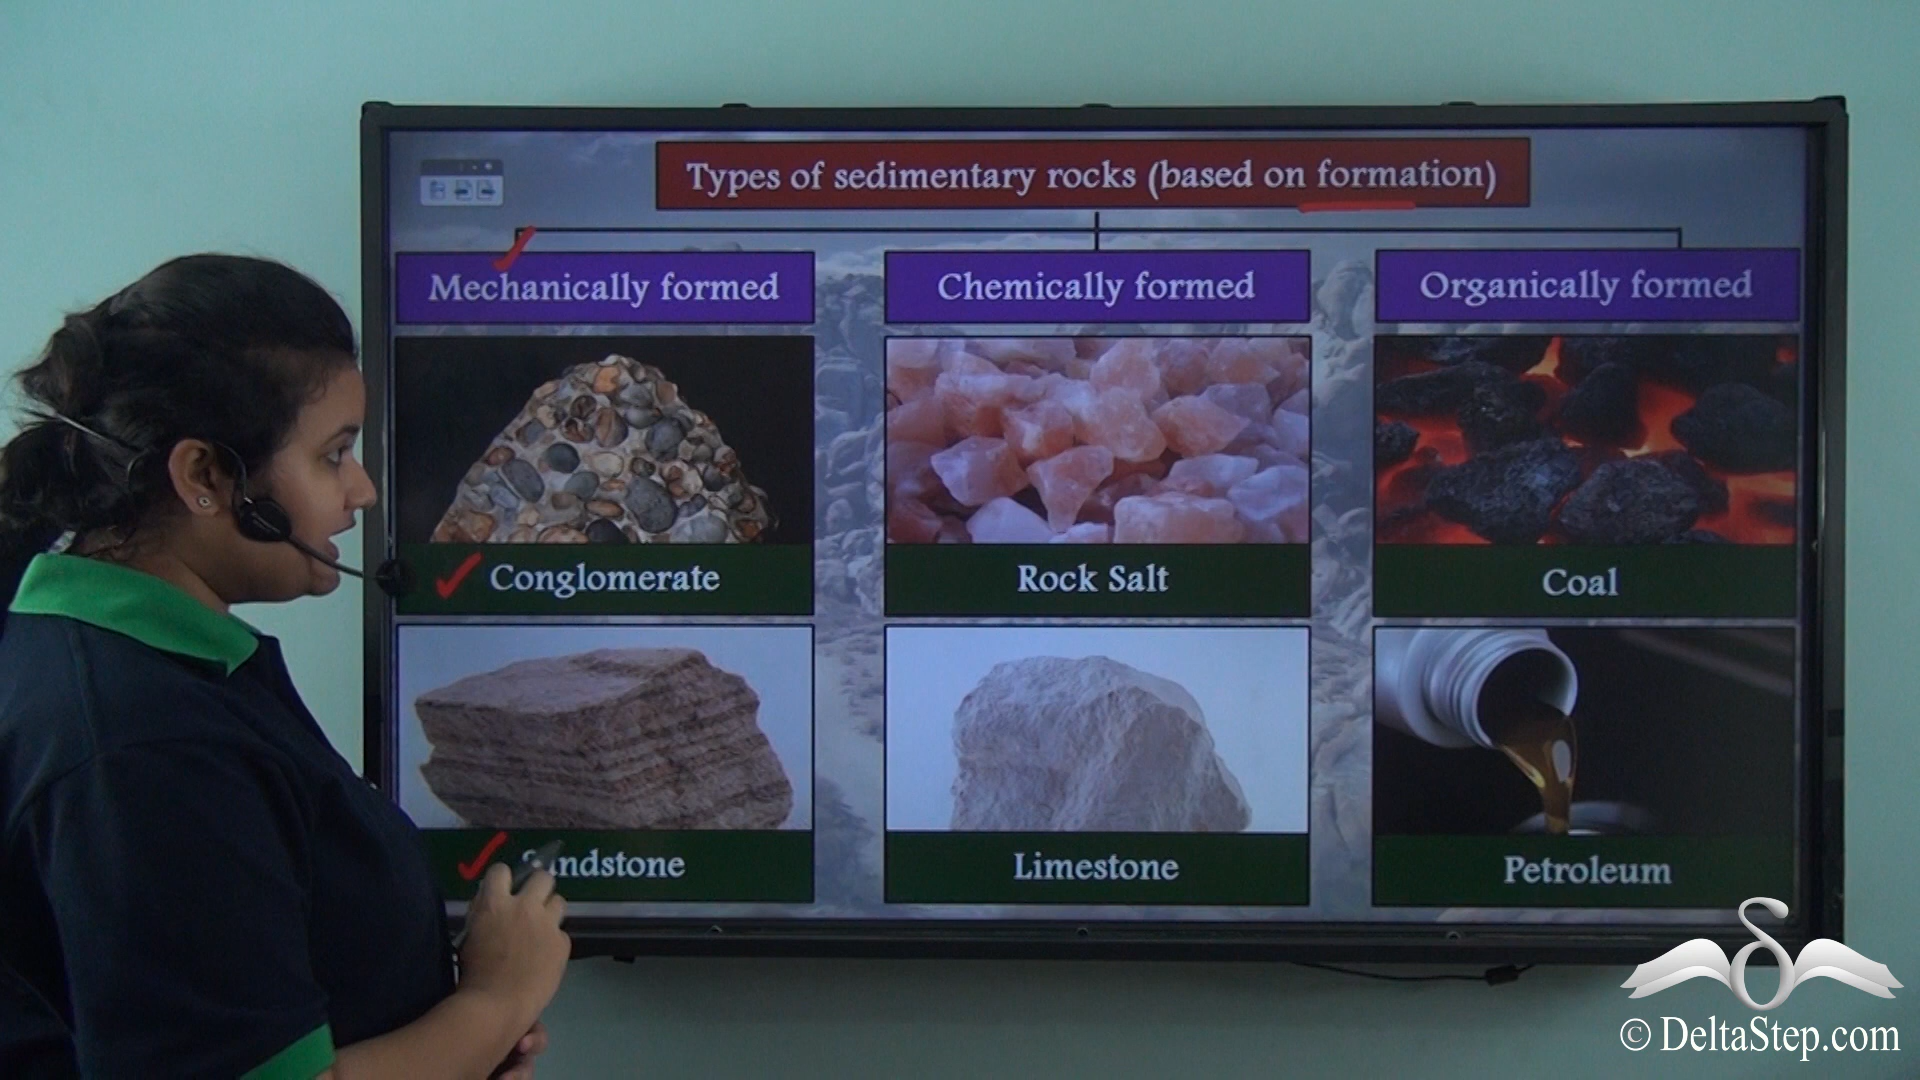 Types of sedimentary rocks (based on formation)
Mechanically formed
Chemically formed
Organically formed
Conglomerate
Rock Salt
Coal
Sandstone
Limestone
Petroleum
© DeltaStep.com